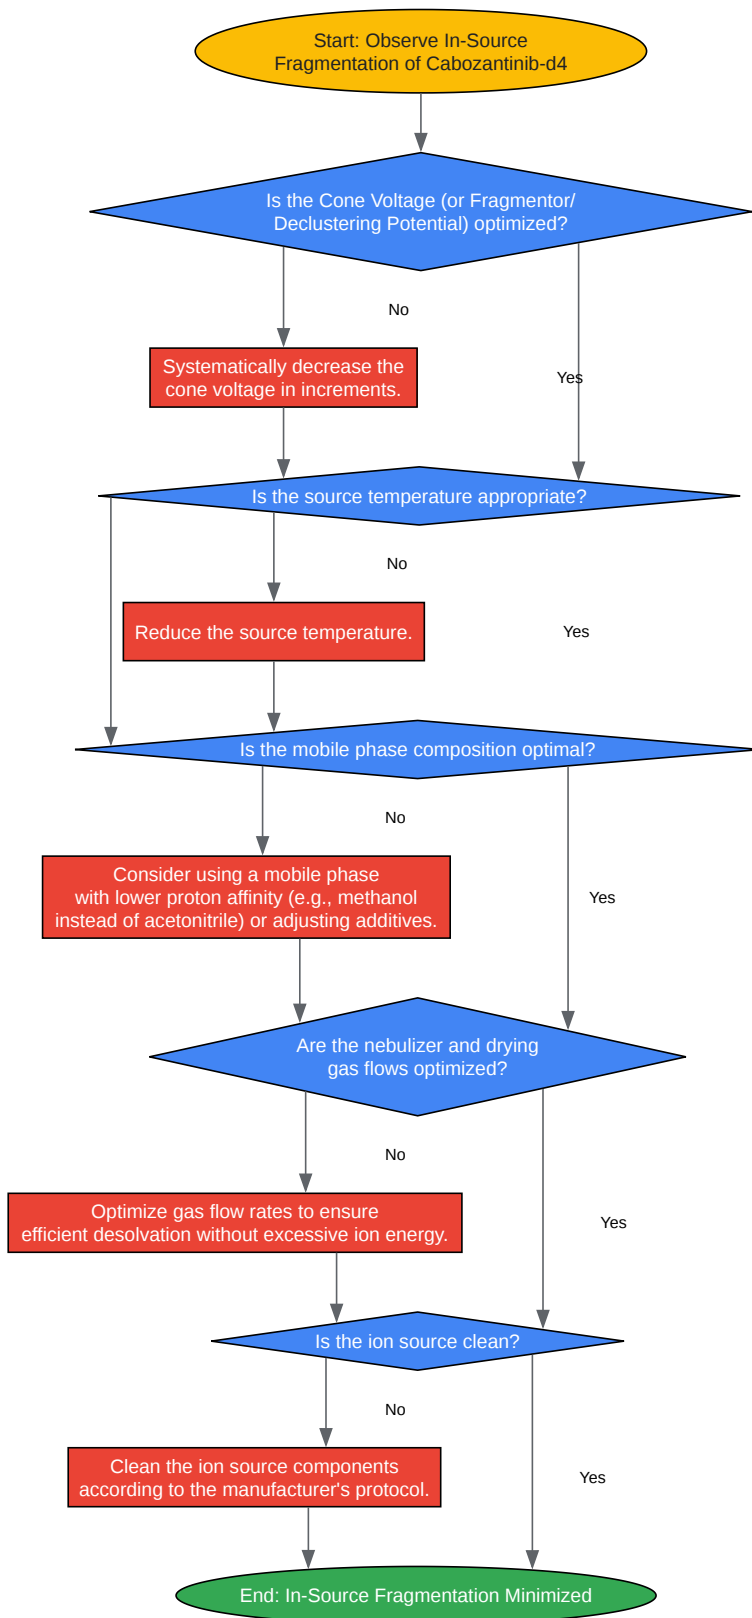 Start: Observe In-Source
Fragmentation of Cabozantinib-d4
Is the Cone Voltage (or Fragmentor/
Declustering Potential) optimized?
No
Systematically decrease the
cone voltage in increments.
Yes
Is the source temperature appropriate?
No
Reduce the source temperature.
Yes
Is the mobile phase composition optimal?
No
Consider using a mobile phase
with lower proton affinity (e.g., methanol
instead of acetonitrile) or adjusting additives.
Yes
Are the nebulizer and drying
gas flows optimized?
No
Optimize gas flow rates to ensure
efficient desolvation without excessive ion energy.
Yes
Is the ion source clean?
No
Clean the ion source components
according to the manufacturer's protocol.
Yes
End: In-Source Fragmentation Minimized